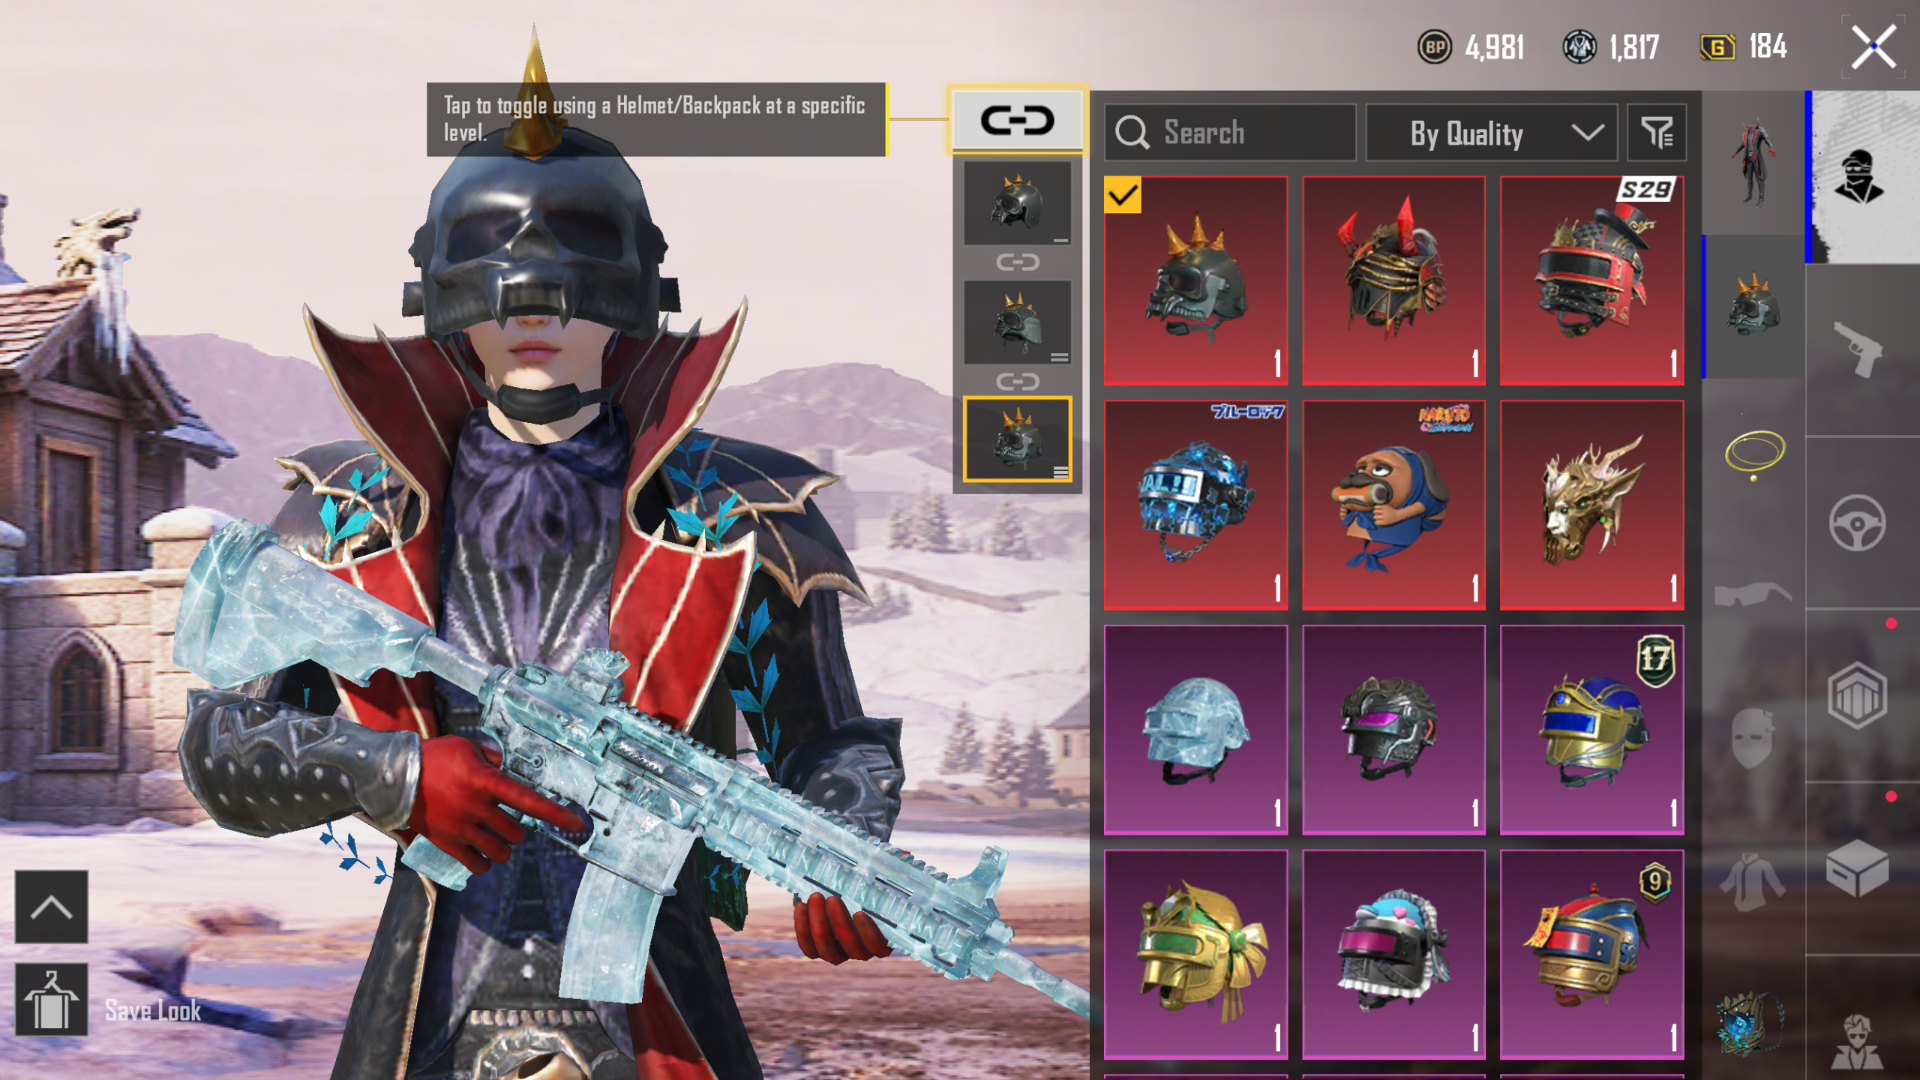 BP 4,981 1,817 G 184
Tap to toggle using a Helmet/Backpack at a specific
level.
Search
By Quality
1
1
S29
1
ブルーロック
1
NARUTO
1
1
1
1
17
1
1
1
9
1
Save Look